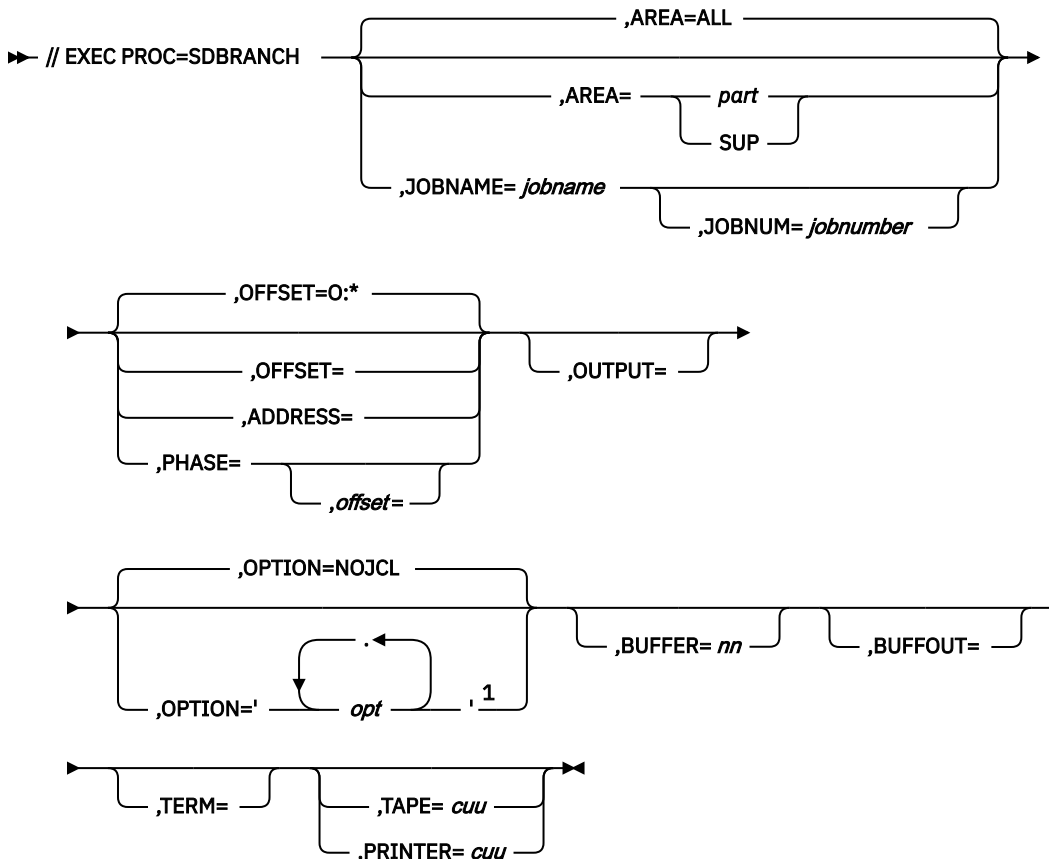 ,AREA=ALL
// EXEC PROC=SDBRANCH
,AREA= part
SUP
,JOBNAME= jobname
,JOBNUM= jobnumber
,OFFSET=O:*
,OFFSET=
,OUTPUT=
,ADDRESS=
,PHASE=
,offset=
,OPTION=NOJCL
,BUFFER= nn
,BUFFOUT=
.
,OPTION=' opt ' 1
,TERM=
,TAPE= cuu
,PRINTER= cuu